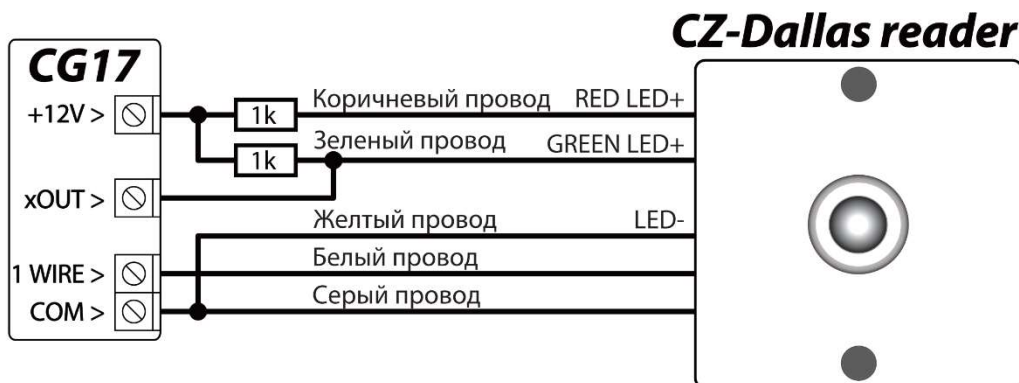 CZ-Dallas reader
CG17
+12V >
1k
Коричневый провод
RED LED+
1k
Зеленый провод
GREEN LED+
xOUT >
Желтый провод
LED-
1 WIRE >
Белый провод
COM >
Серый провод